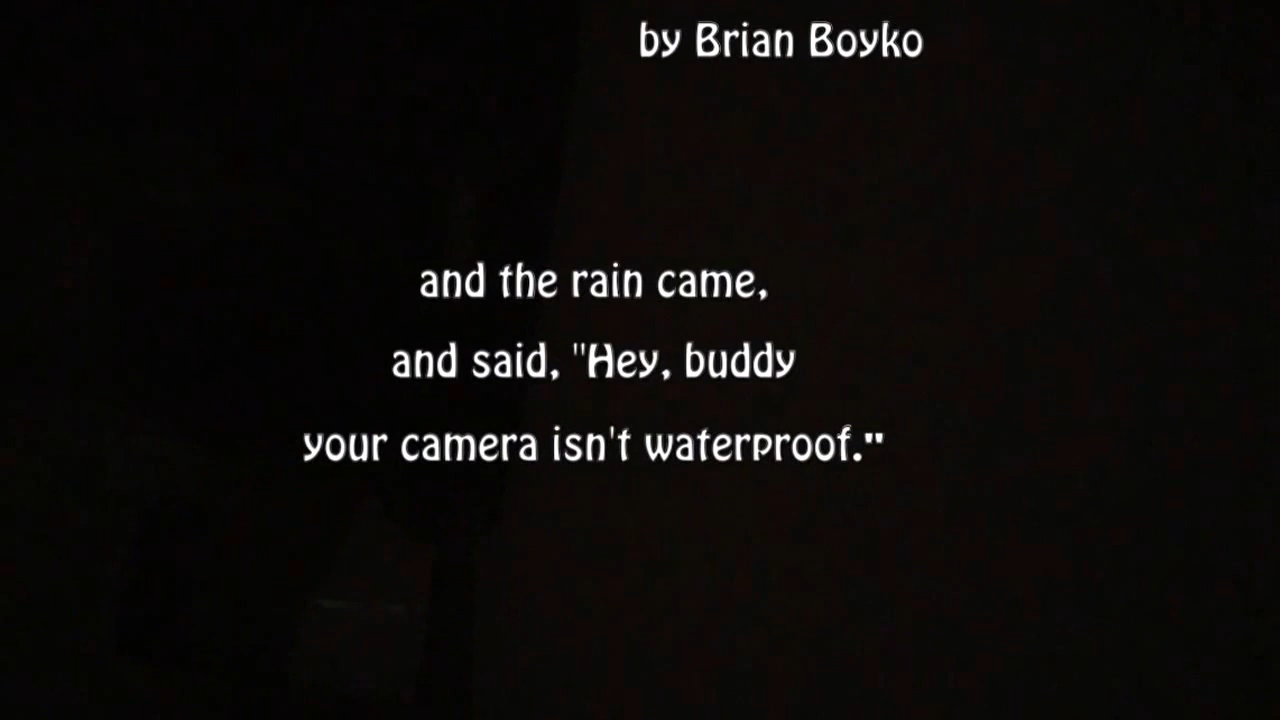 by Brian Boyko
and the rain came,
and said, "Hey, buddy
your camera isn't waterproof."